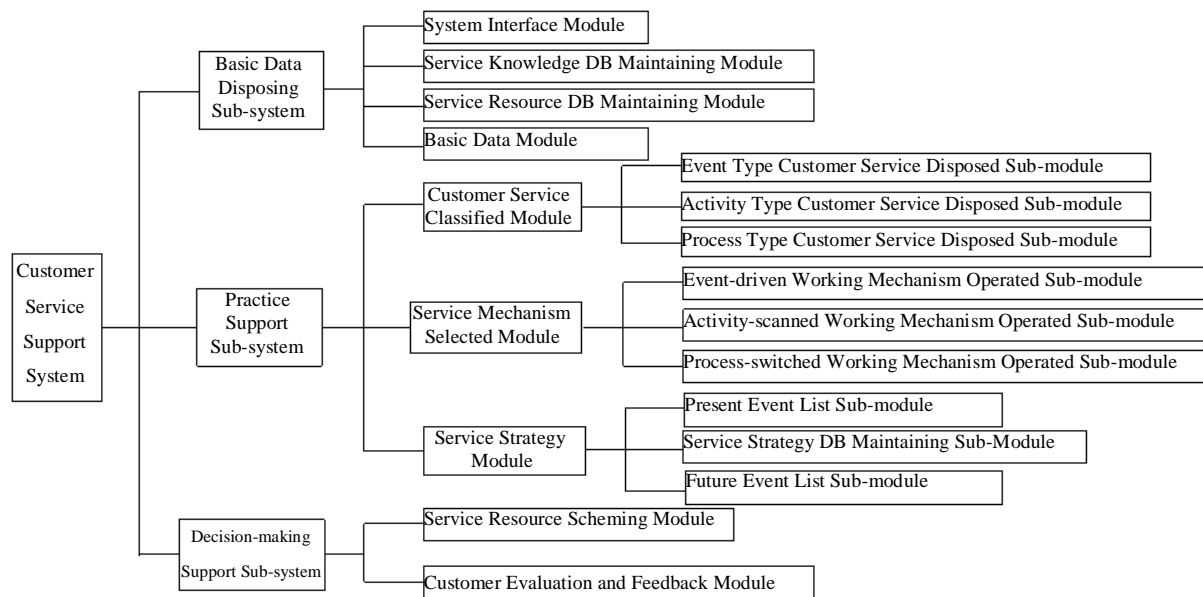 Customer
Service
Support
System
Basic Data
Disposing
Sub-system
System Interface Module
Service Knowledge DB Maintaining Module
Service Resource DB Maintaining Module
Basic Data Module
Practice
Support
Sub-system
Customer Service
Classified Module
Event Type Customer Service Disposed Sub-module
Activity Type Customer Service Disposed Sub-module
Process Type Customer Service Disposed Sub-module
Service Mechanism
Selected Module
Event-driven Working Mechanism Operated Sub-module
Activity-scanned Working Mechanism Operated Sub-module
Process-switched Working Mechanism Operated Sub-module
Service Strategy
Module
Present Event List Sub-module
Service Strategy DB Maintaining Sub-Module
Future Event List Sub-module
Decision-making
Support Sub-system
Service Resource Scheming Module
Customer Evaluation and Feedback Module